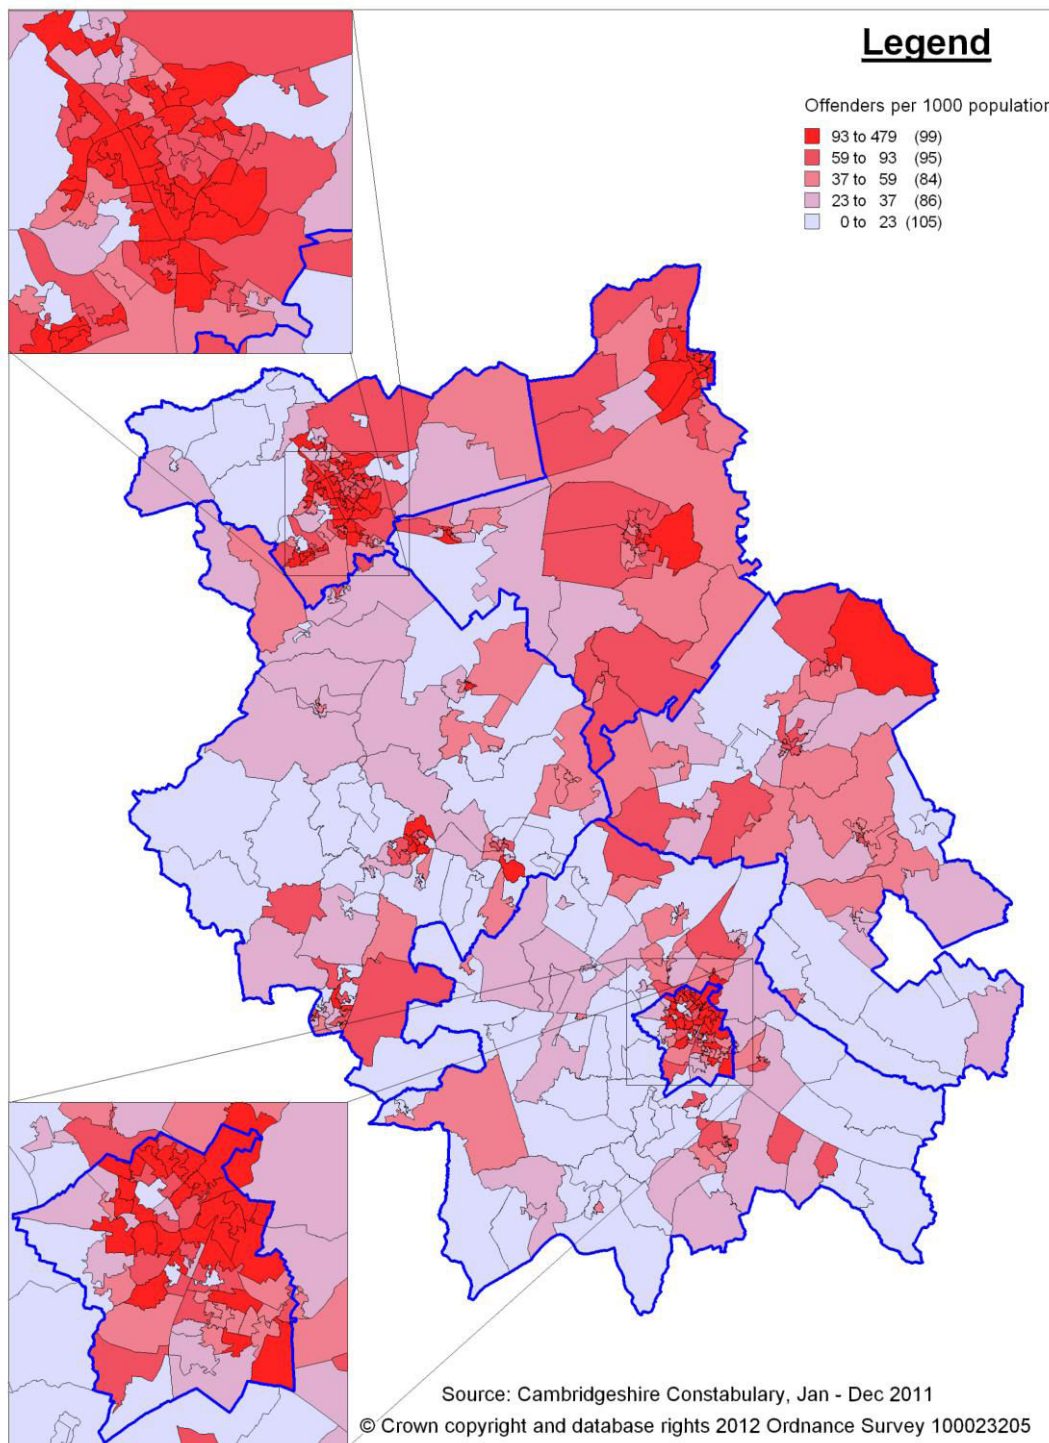 Legend
Offenders per 1000 population
93 to 479 (99)
59 to 93 (95)
37 to 59 (84)
23 to 37 (86)
0 to 23 (105)
Source: Cambridgeshire Constabulary, Jan - Dec 2011
© Crown copyright and database rights 2012 Ordnance Survey 100023205